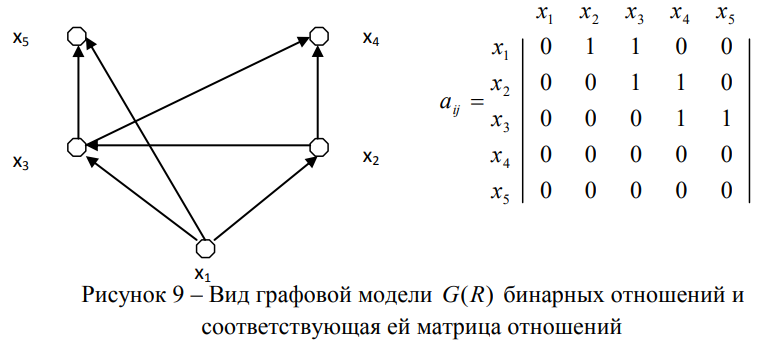 x5 x4
x3 x2
x1
x1 x2 x3 x4 x5
x1 0 1 1 0 0
x2 0 0 1 1 0
aij = x3 0 0 0 1 1
x4 0 0 0 0 0
x5 0 0 0 0 0
Рисунок 9 – Вид графовой модели G(R) бинарных отношений и
соответствующая ей матрица отношений